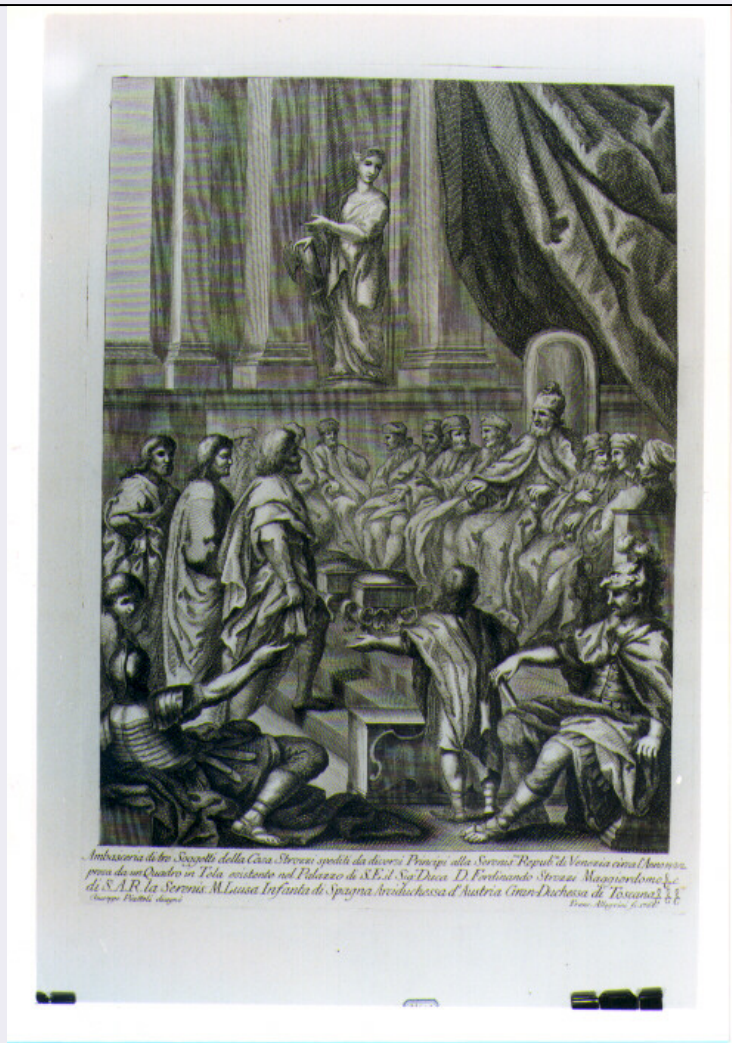 Ambasceria di tre Soggetti della Casa Strozzi spediti da diversi Principi alla Serenis. Repub. di Venezia circa l'Anno
presa da un Quadro in Tela esistente nel Palazzo di S.E. il Sig. Duca D. Ferdinando Strozzi Maggiordomo
di S.A.R. la Serenis. M. Luisa Infanta di Spagna Arciduchessa d'Austria Gran-Duchessa di Toscana &c &c &c
Giuseppe Piattoli disegnò
Franc. Allegrini